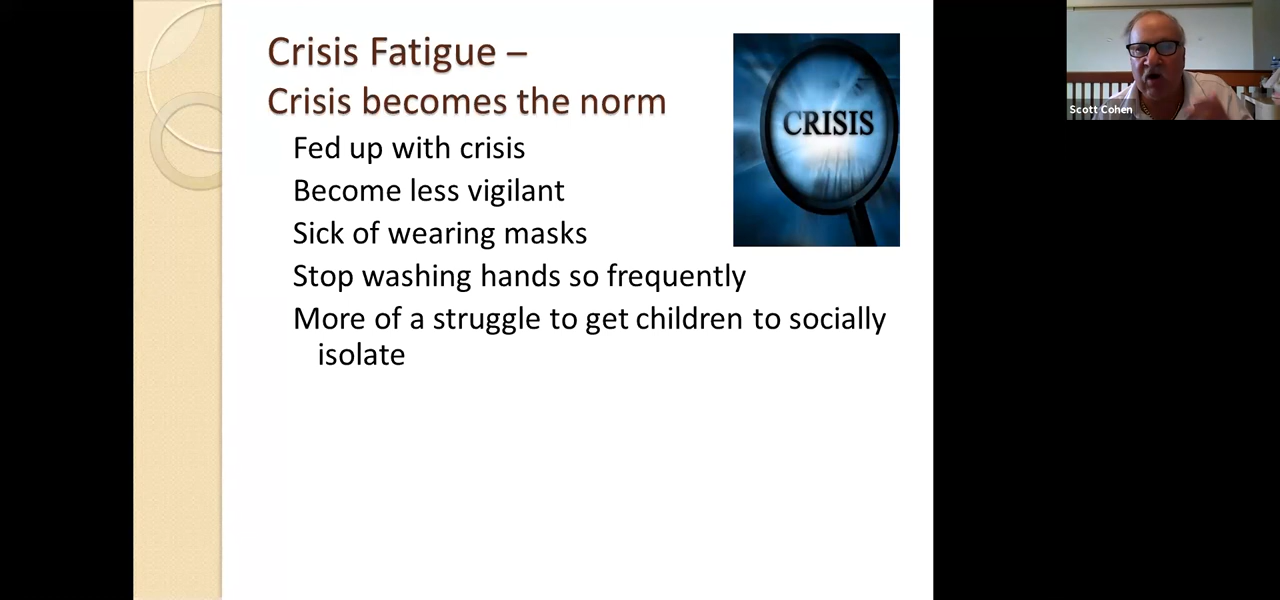 Crisis Fatigue –
Crisis becomes the norm
Fed up with crisis
Become less vigilant
Sick of wearing masks
Stop washing hands so frequently
More of a struggle to get children to socially
isolate
CRISIS
Scott Cohen